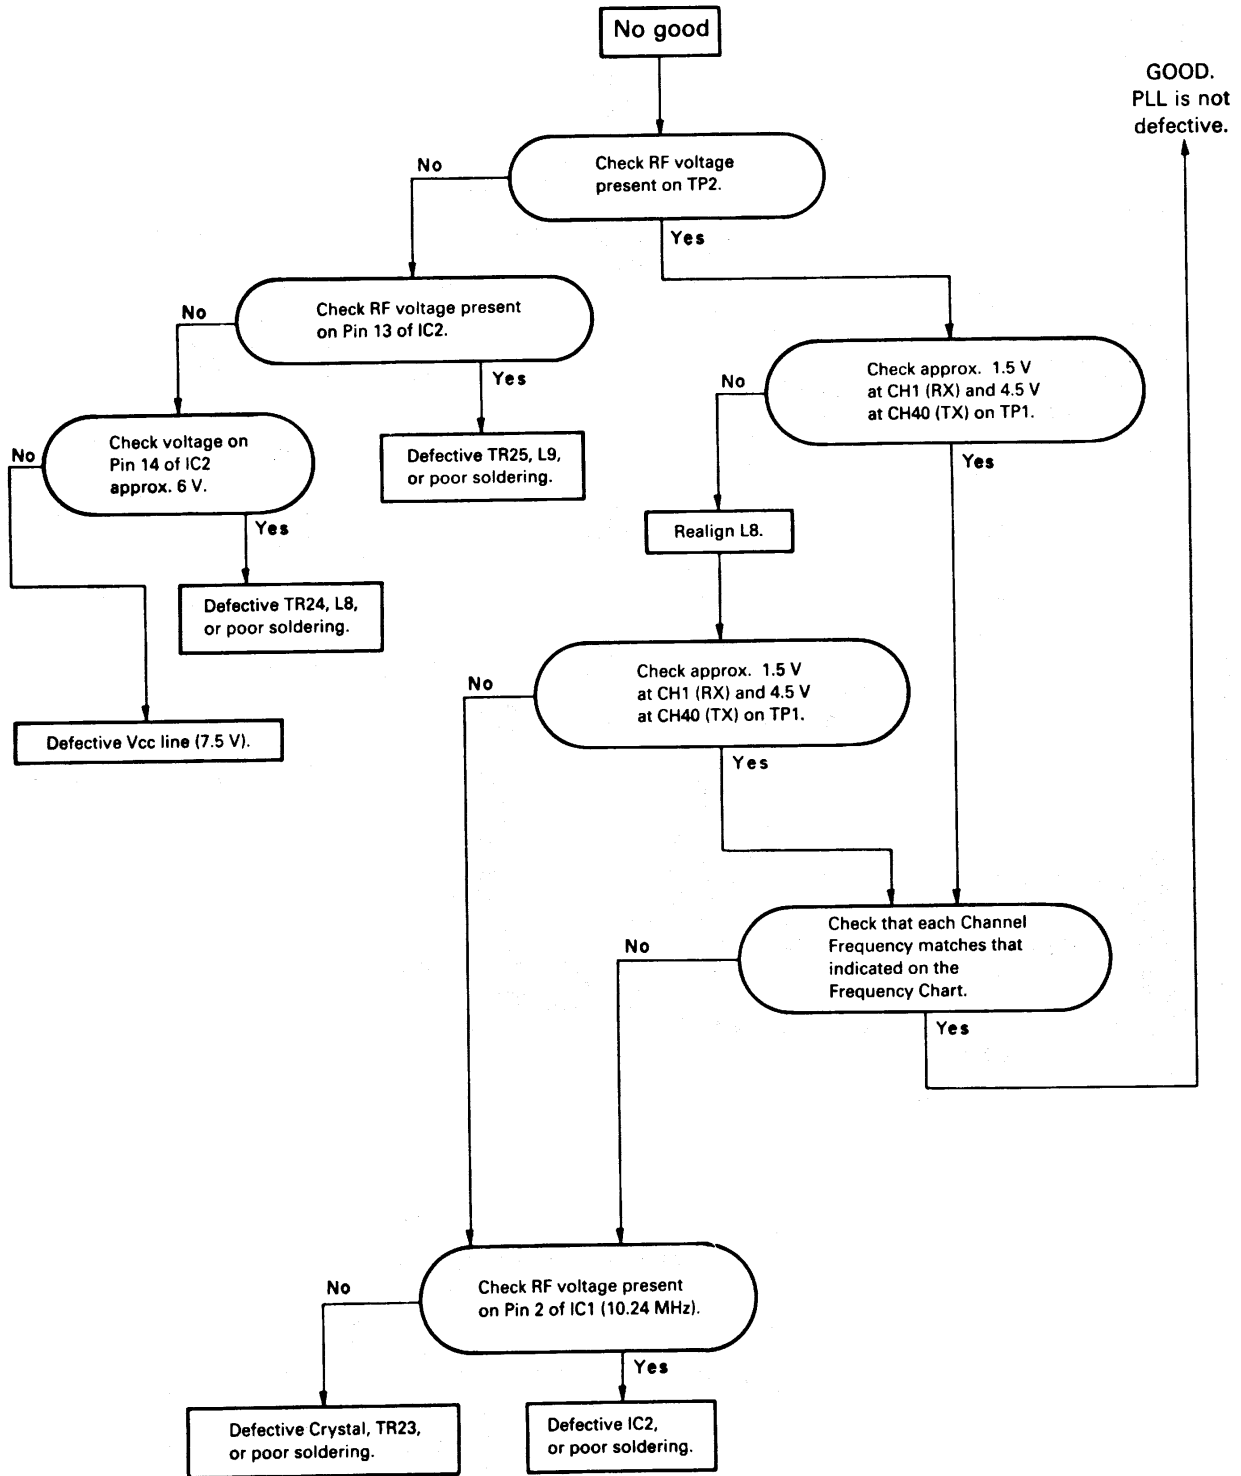 No good
GOOD.
PLL is not
defective.
Check RF voltage
present on TP2.
No
Yes
Check RF voltage present
on Pin 13 of IC2.
No
Yes
Check approx. 1.5 V
at CH1 (RX) and 4.5 V
at CH40 (TX) on TP1.
No
Yes
Check voltage on
Pin 14 of IC2
approx. 6 V.
No
Yes
Defective TR25, L9,
or poor soldering.
Realign L8.
Defective TR24, L8,
or poor soldering.
Defective Vcc line (7.5 V).
Check approx. 1.5 V
at CH1 (RX) and 4.5 V
at CH40 (TX) on TP1.
No
Yes
Check that each Channel
Frequency matches that
indicated on the
Frequency Chart.
No
Yes
Check RF voltage present
on Pin 2 of IC1 (10.24 MHz).
No
Yes
Defective Crystal, TR23,
or poor soldering.
Defective IC2,
or poor soldering.